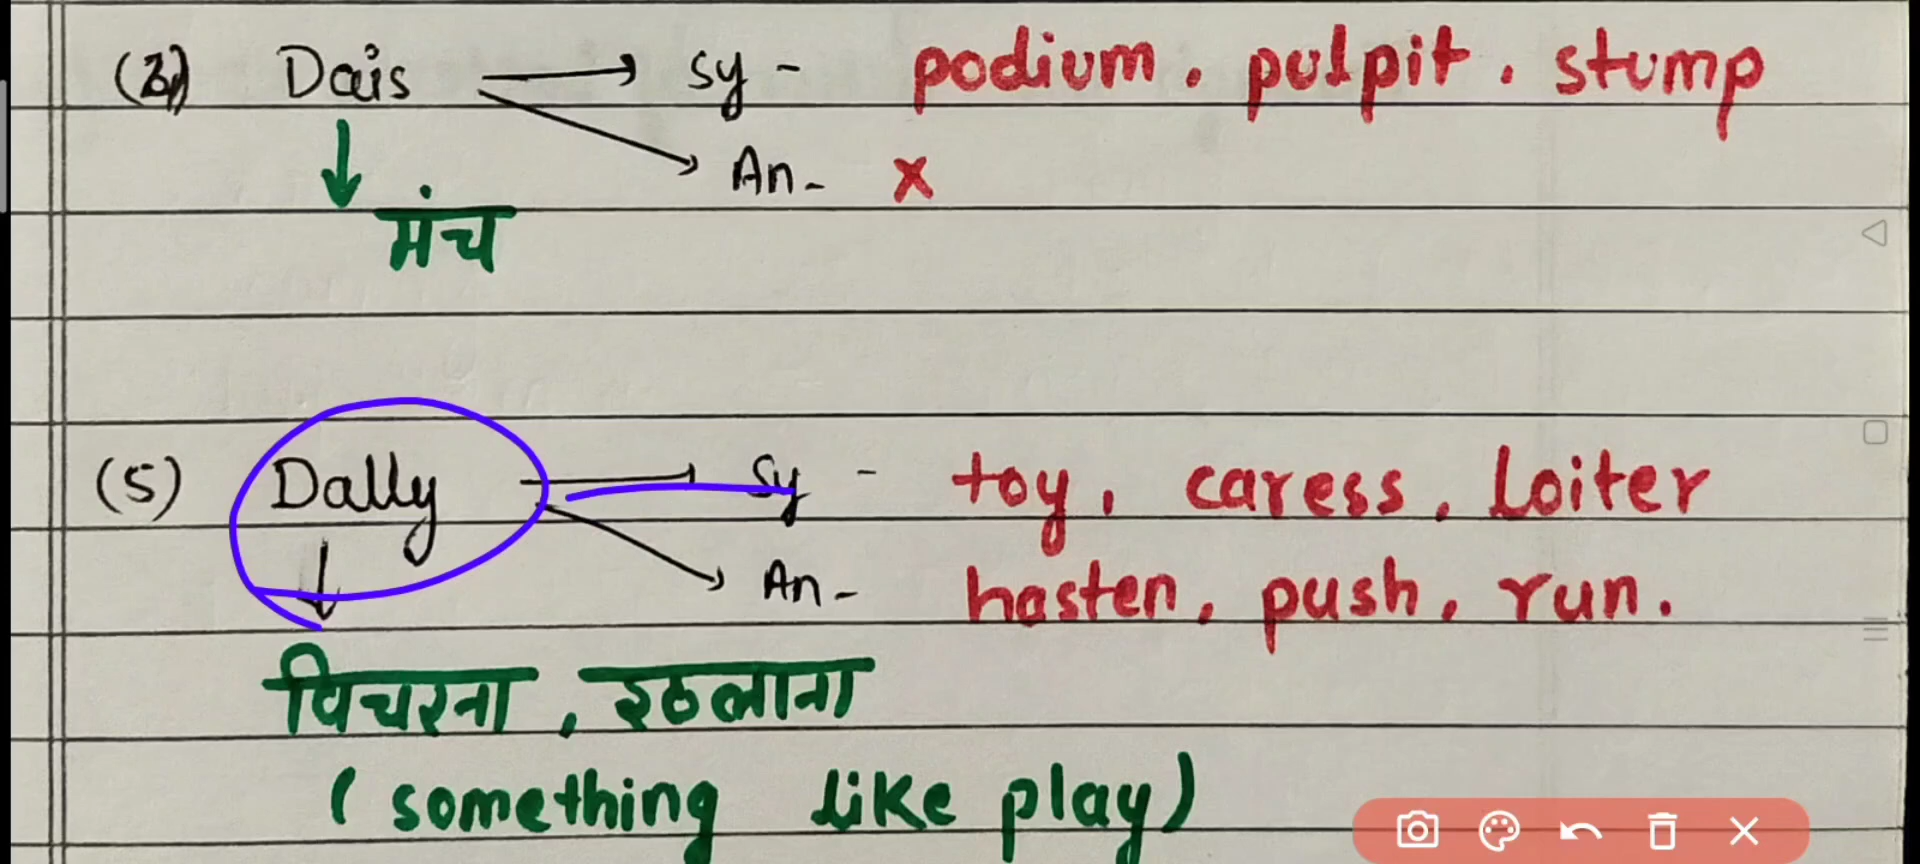 Dais → Sy - podium. pulpit. stump
An - x
मंच
(5) Dally → Sy - toy, caress, Loiter
An - hasten, push, run.
विचरना, इठलाना
(something like play)